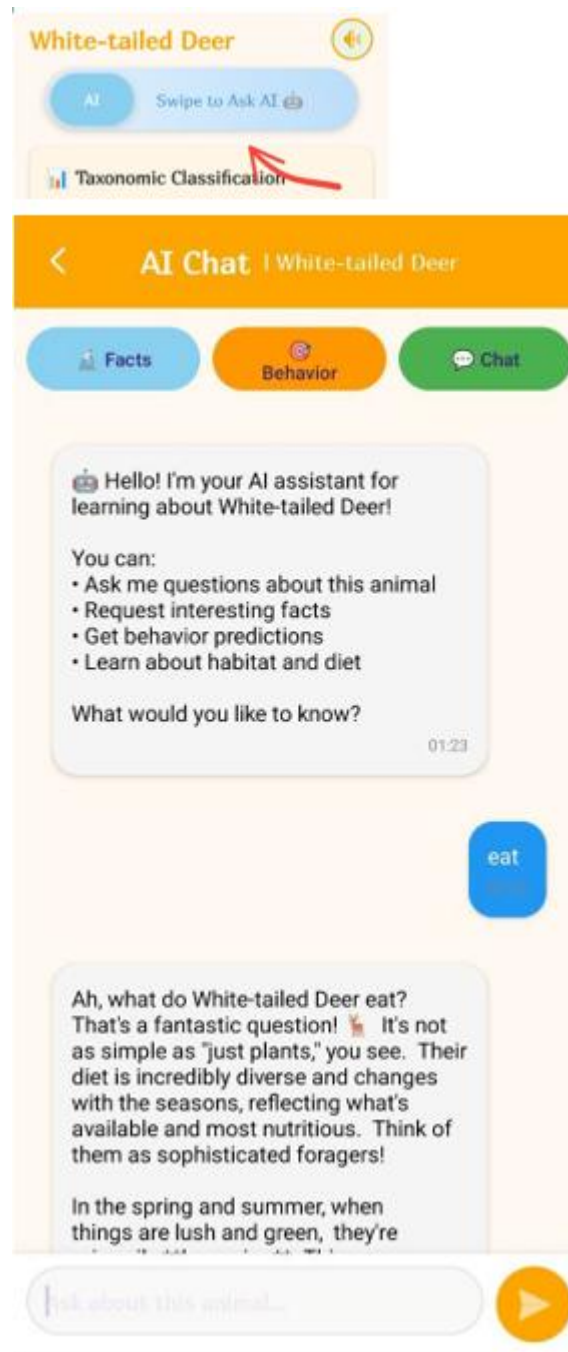 White-tailed Deer
AI Swipe to Ask AI 🤖
📊 Taxonomic Classification
AI Chat | White-tailed Deer
🔬 Facts
🎯
Behavior
💬 Chat
🤖 Hello! I'm your AI assistant for
learning about White-tailed Deer!
You can:
• Ask me questions about this animal
• Request interesting facts
• Get behavior predictions
• Learn about habitat and diet
What would you like to know?
01:23
eat
Ah, what do White-tailed Deer eat?
That's a fantastic question! 🦌 It's not
as simple as "just plants," you see. Their
diet is incredibly diverse and changes
with the seasons, reflecting what's
available and most nutritious. Think of
them as sophisticated foragers!
In the spring and summer, when
things are lush and green, they're
Ask about this animal...